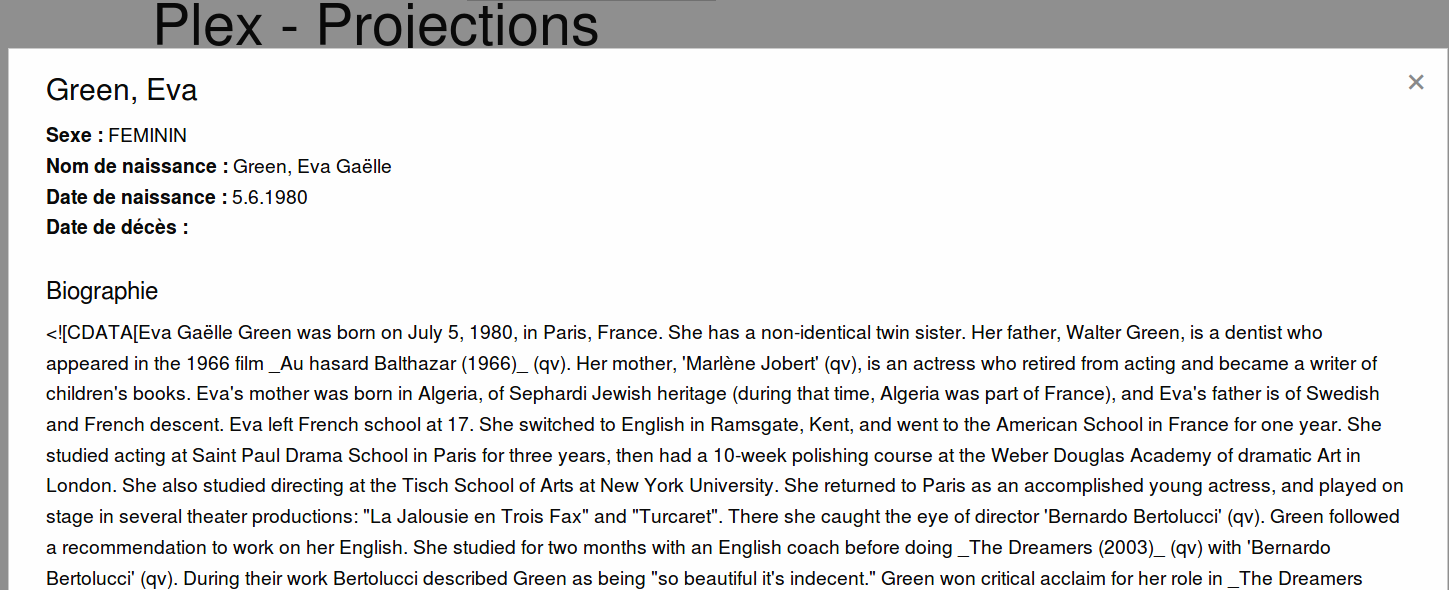 Plex - Projections
Green, Eva
×
Sexe : FEMININ
Nom de naissance : Green, Eva Gaëlle
Date de naissance : 5.6.1980
Date de décès :
Biographie
<![CDATA[Eva Gaëlle Green was born on July 5, 1980, in Paris, France. She has a non-identical twin sister. Her father, Walter Green, is a dentist who
appeared in the 1966 film _Au hasard Balthazar (1966)_ (qv). Her mother, 'Marlène Jobert' (qv), is an actress who retired from acting and became a writer of
children's books. Eva's mother was born in Algeria, of Sephardi Jewish heritage (during that time, Algeria was part of France), and Eva's father is of Swedish
and French descent. Eva left French school at 17. She switched to English in Ramsgate, Kent, and went to the American School in France for one year. She
studied acting at Saint Paul Drama School in Paris for three years, then had a 10-week polishing course at the Weber Douglas Academy of dramatic Art in
London. She also studied directing at the Tisch School of Arts at New York University. She returned to Paris as an accomplished young actress, and played on
stage in several theater productions: "La Jalousie en Trois Fax" and "Turcaret". There she caught the eye of director 'Bernardo Bertolucci' (qv). Green followed
a recommendation to work on her English. She studied for two months with an English coach before doing _The Dreamers (2003)_ (qv) with 'Bernardo
Bertolucci' (qv). During their work Bertolucci described Green as being "so beautiful it's indecent." Green won critical acclaim for her role in _The Dreamers